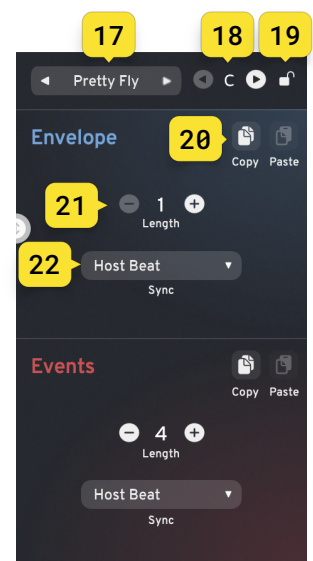 17 18 19
Pretty Fly C
Envelope 20
Copy Paste
21 1
Length
22 Host Beat
Sync
Events
Copy Paste
4
Length
Host Beat
Sync